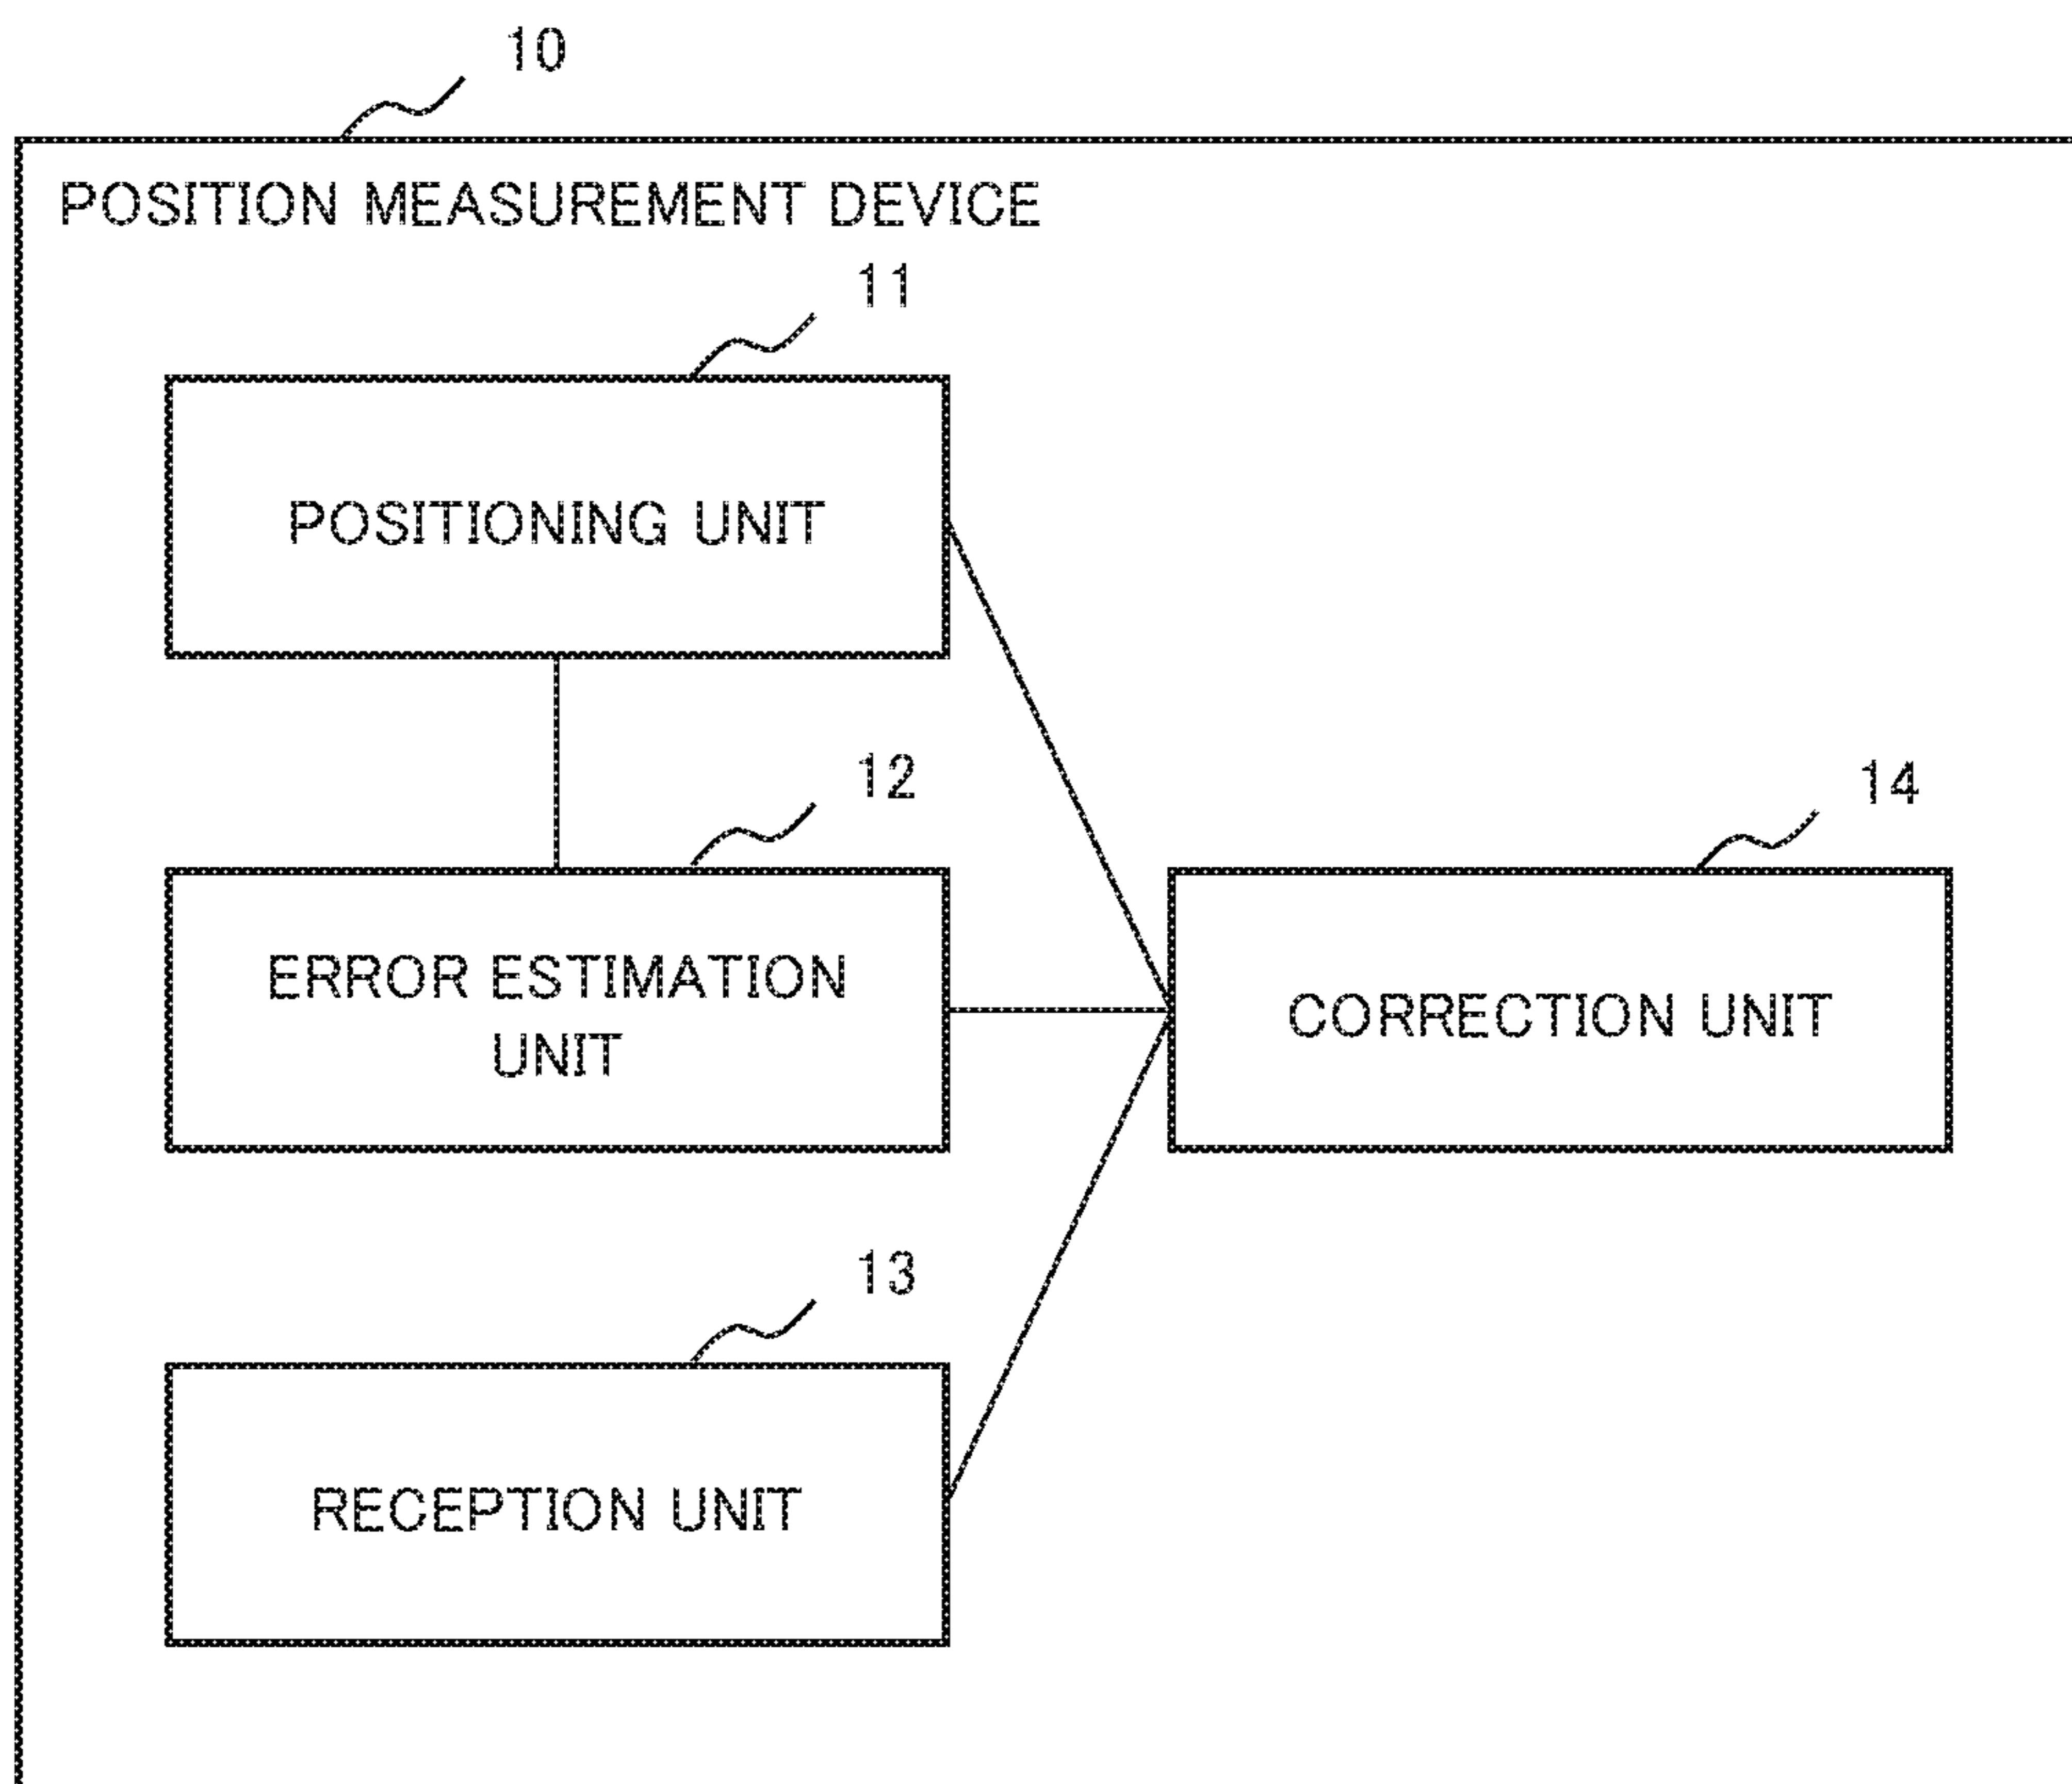 10
POSITION MEASUREMENT DEVICE
11
POSITIONING UNIT
12
ERROR ESTIMATION
UNIT
14
CORRECTION UNIT
13
RECEPTION UNIT